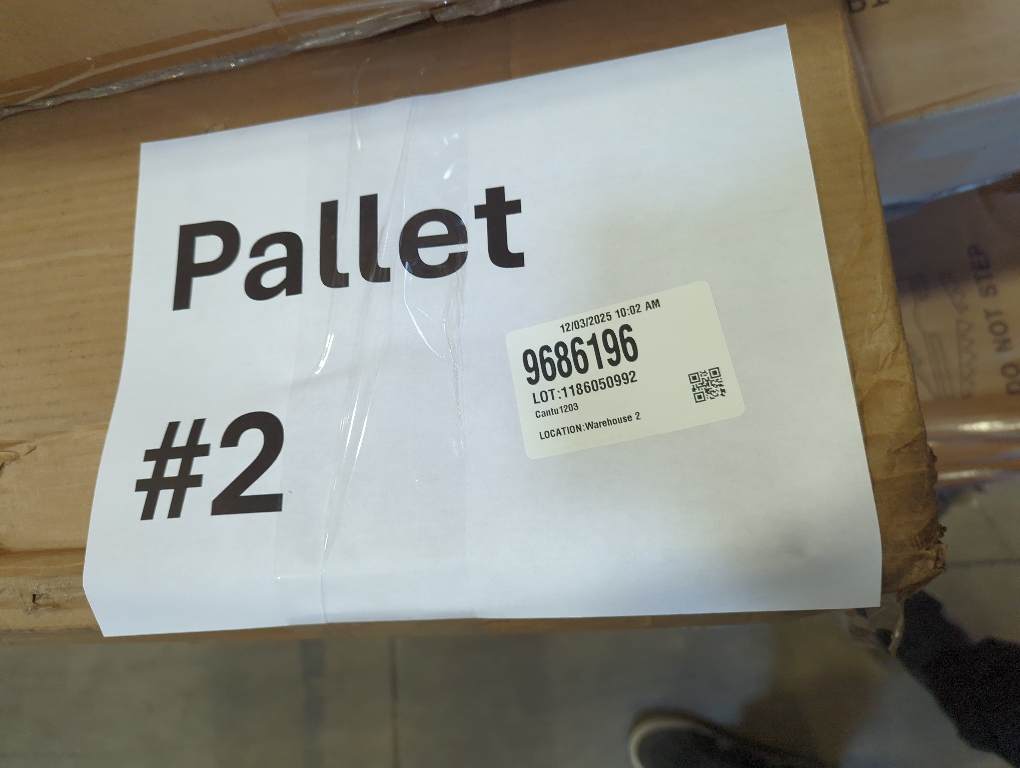 Pallet
#2
12/03/2025 10:02 AM
9686196
LOT:1186050992
Cantu1203
LOCATION:Warehouse 2
DO NOT STEP